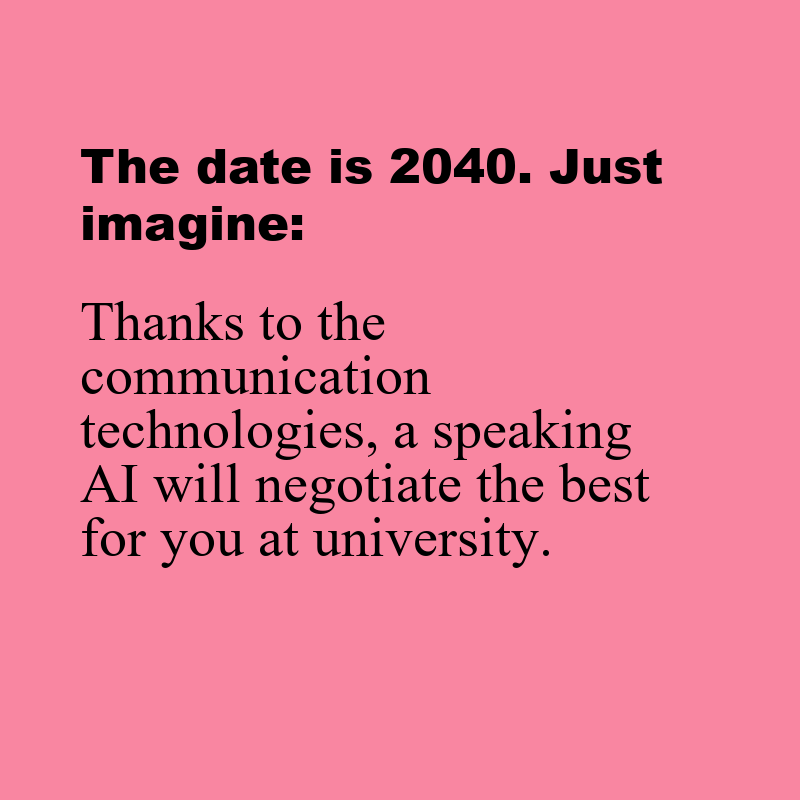 The date is 2040. Just
imagine:
Thanks to the
communication
technologies, a speaking
AI will negotiate the best
for you at university.